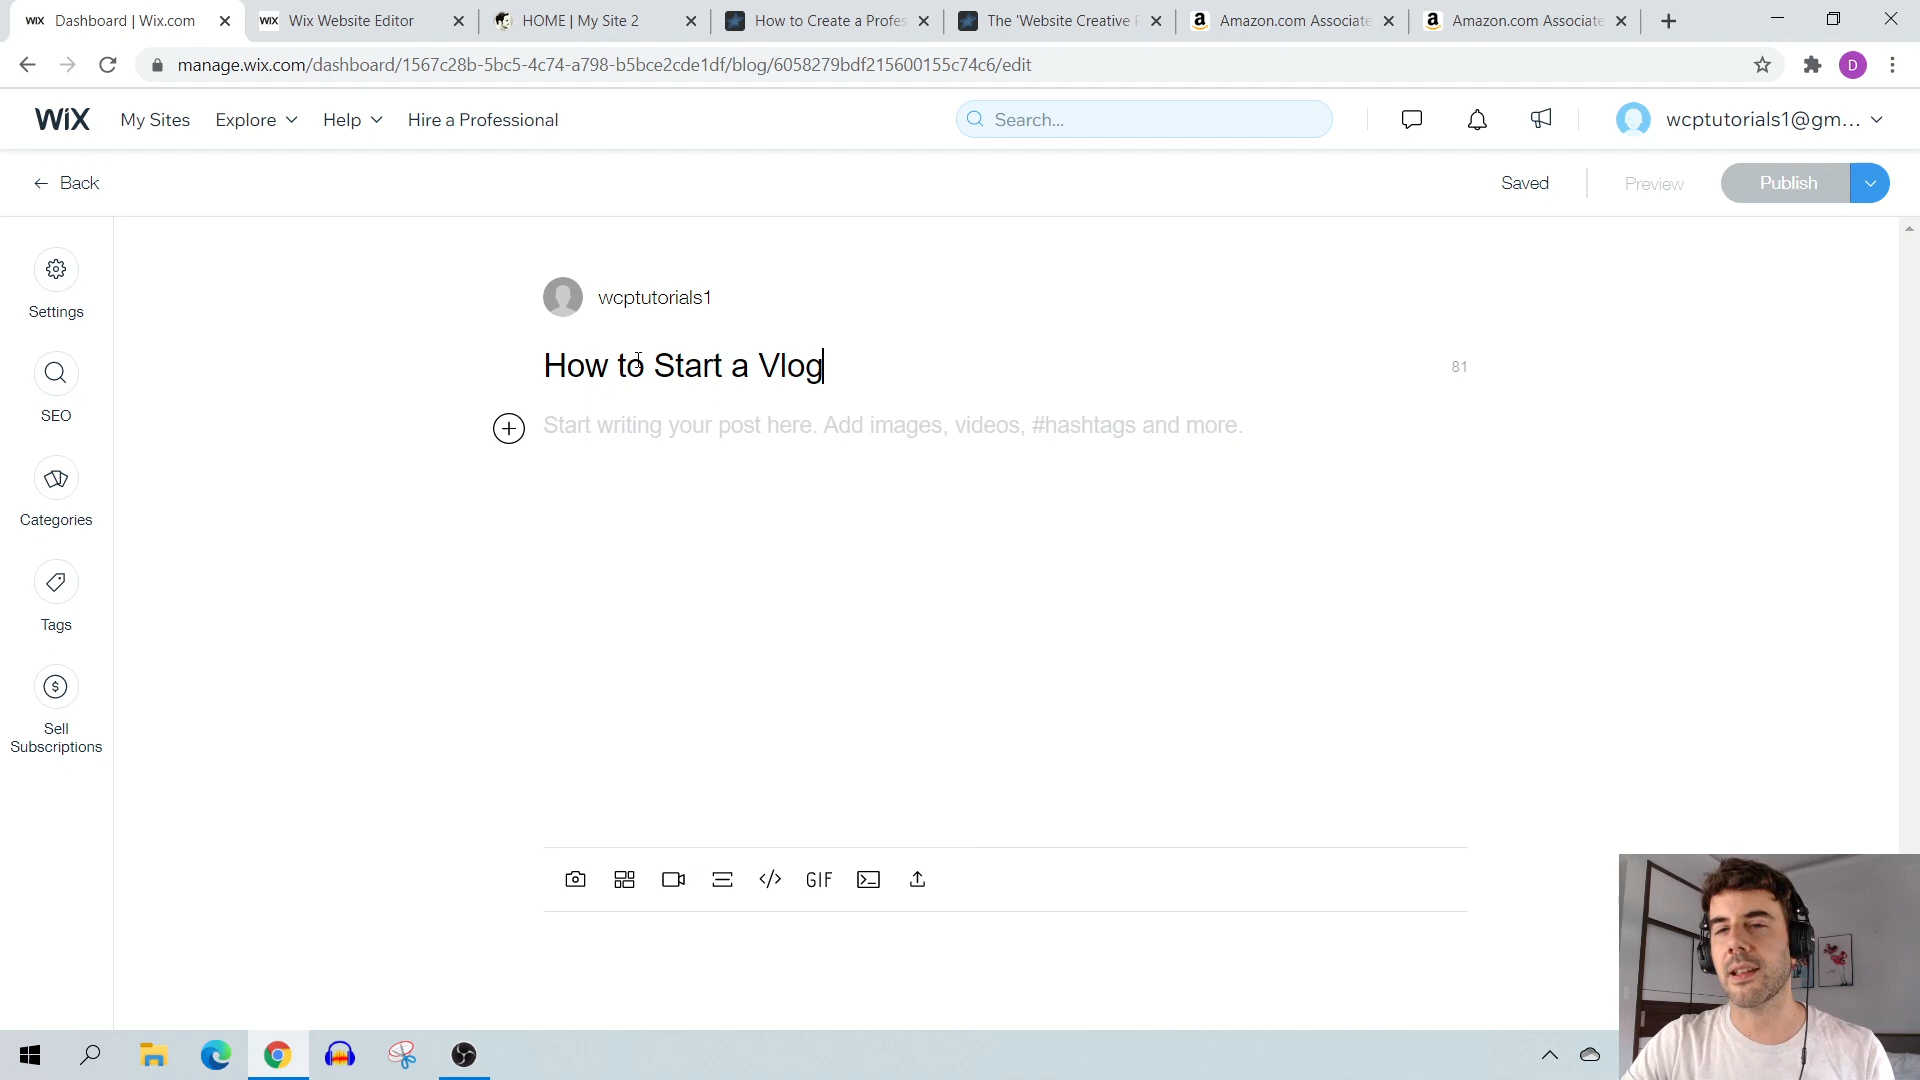 WIX Dashboard | Wix.com
WIX Wix Website Editor
HOME | My Site 2
How to Create a Profes
The 'Website Creative P
a Amazon.com Associate
a Amazon.com Associate
manage.wix.com/dashboard/1567c28b-5bc5-4c74-a798-b5bce2cde1df/blog/6058279bdf215600155c74c6/edit
D
WIX My Sites Explore Help Hire a Professional
Search...
wcptutorials1@gm...
Back
Saved
Preview
Publish
Settings
SEO
Categories
Tags
Sell
Subscriptions
wcptutorials1
How to Start a Vlog
81
Start writing your post here. Add images, videos, #hashtags and more.
GIF